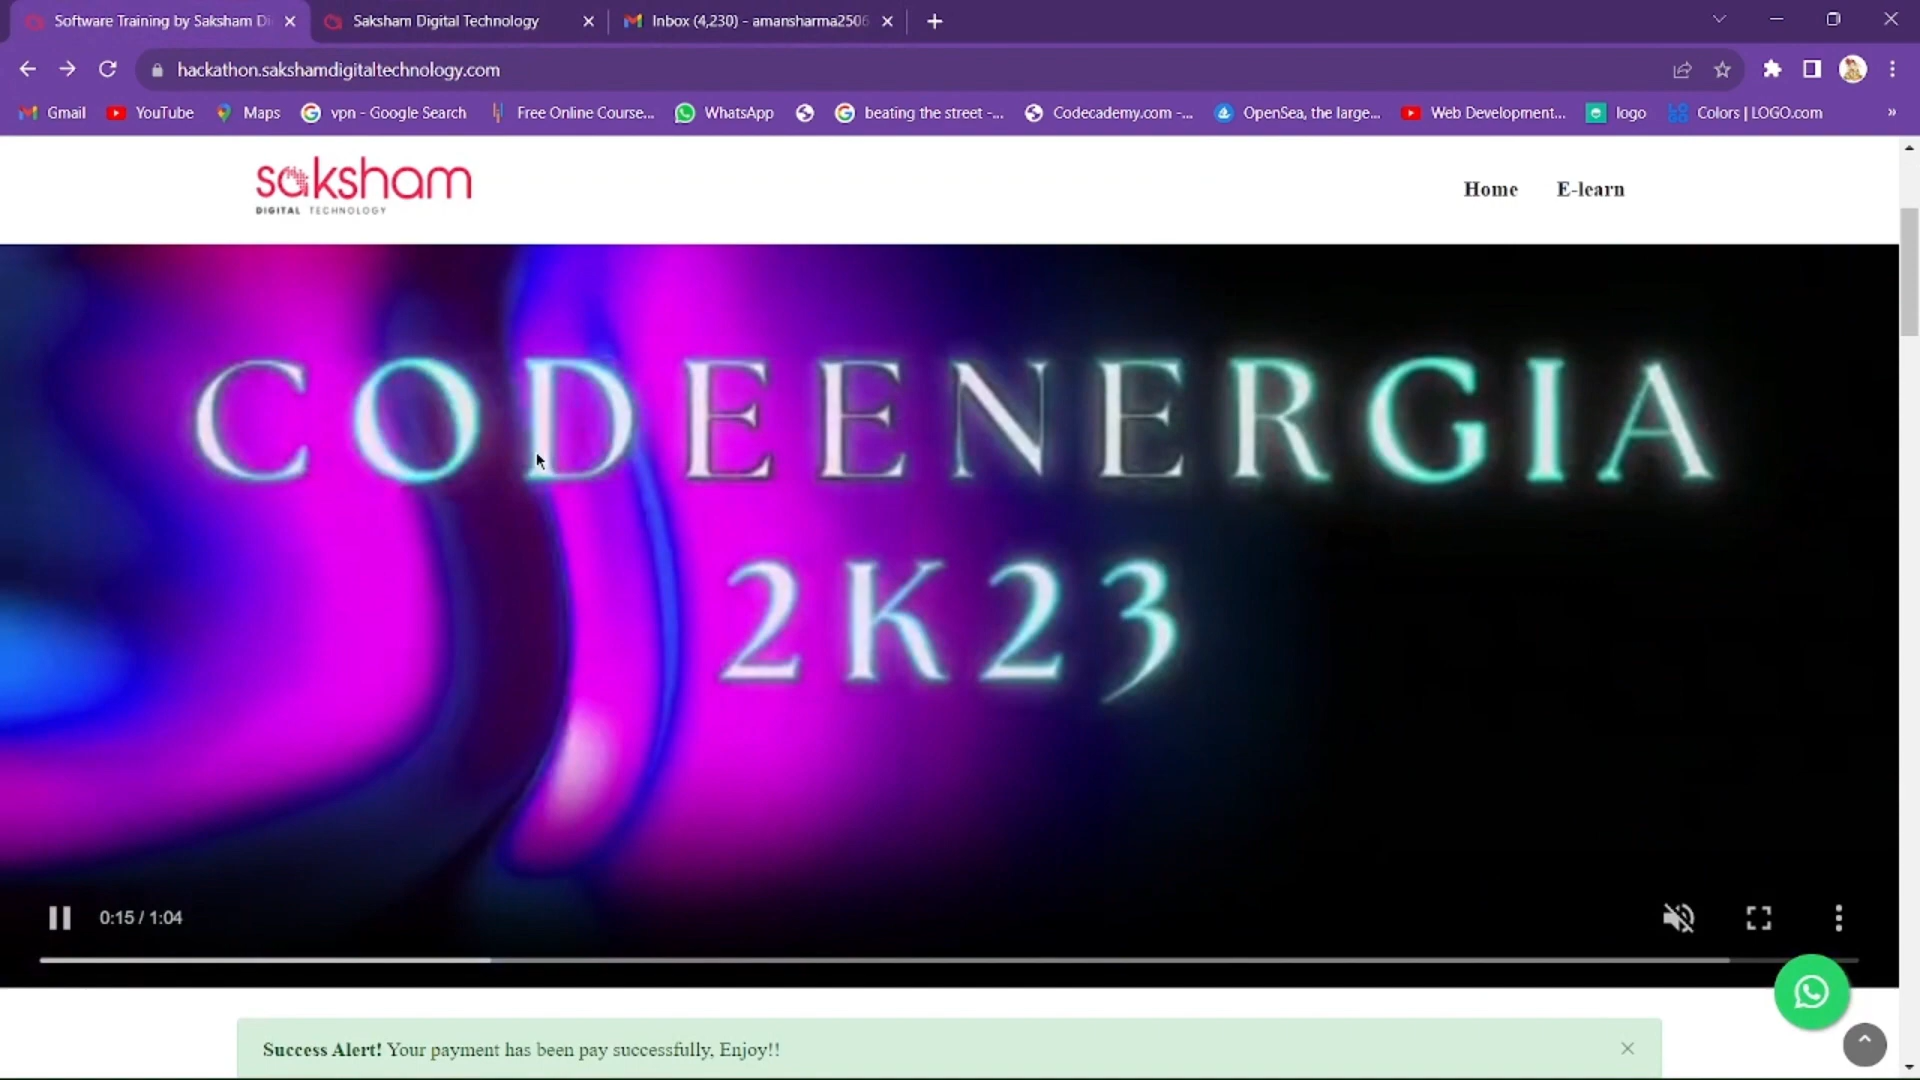 Software Training by Saksham Di
Saksham Digital Technology
Inbox (4,230) - amansharma2506
hackathon.sakshamdigitaltechnology.com
Gmail
YouTube
Maps
vpn - Google Search
Free Online Course...
WhatsApp
beating the street -...
Codecademy.com -...
OpenSea, the large...
Web Development...
logo
Colors | LOGO.com
»
saksham
DIGITAL TECHNOLOGY
Home
E-learn
CODEENERGIA
2K23
0:15 / 1:04
Success Alert! Your payment has been pay successfully, Enjoy!!